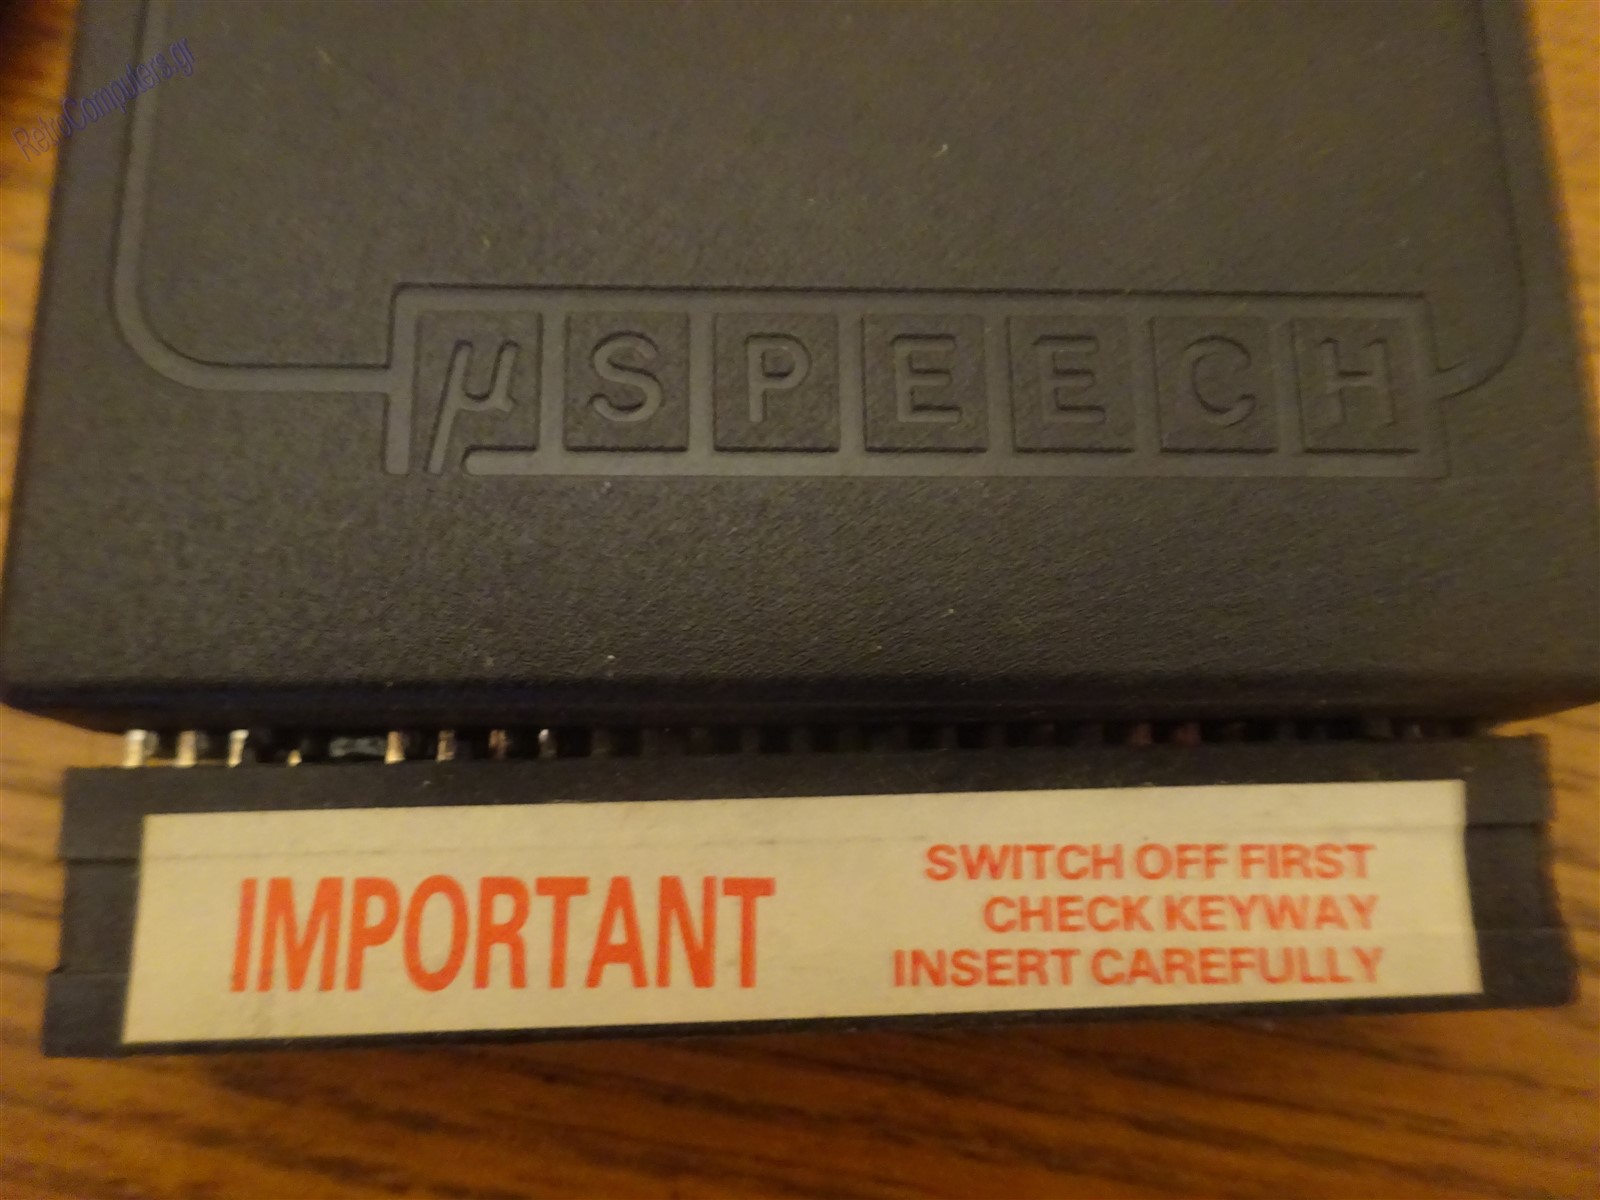 RetroComputers.gr
µSPEECH
IMPORTANT
SWITCH OFF FIRST
CHECK KEYWAY
INSERT CAREFULLY